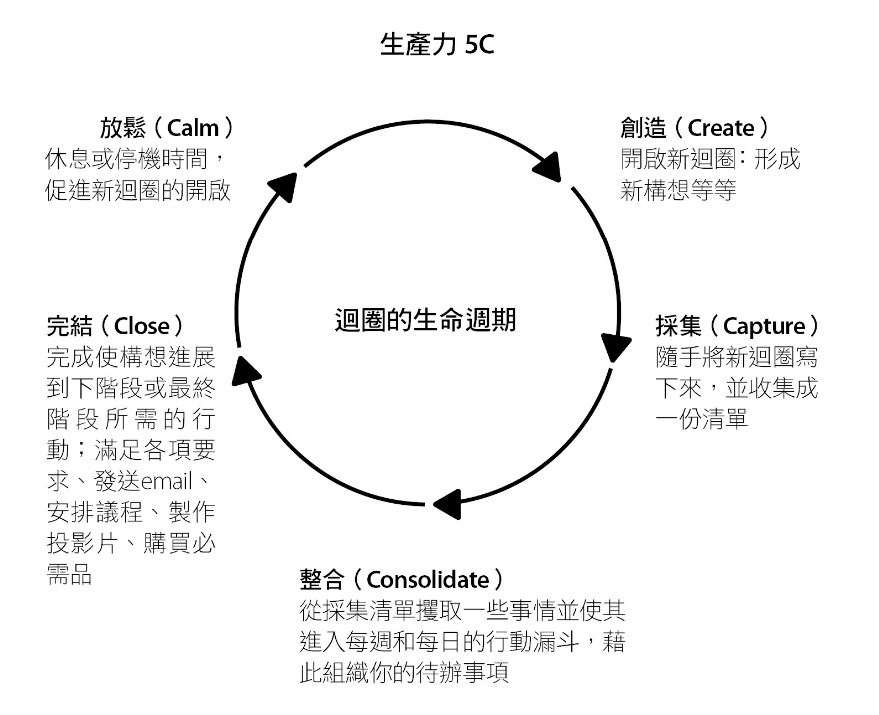 生產力 5C
放鬆（Calm）
休息或停機時間，
促進新迴圈的開啟
創造（Create）
開啟新迴圈：形成
新構想等等
迴圈的生命週期
完結（Close）
完成使構想進展
到下階段或最終
階段所需的行
動；滿足各項要
求、發送email、
安排議程、製作
投影片、購買必
需品
採集（Capture）
隨手將新迴圈寫
下來，並收集成
一份清單
整合（Consolidate）
從採集清單攫取一些事情並使其
進入每週和每日的行動漏斗，藉
此組織你的待辦事項